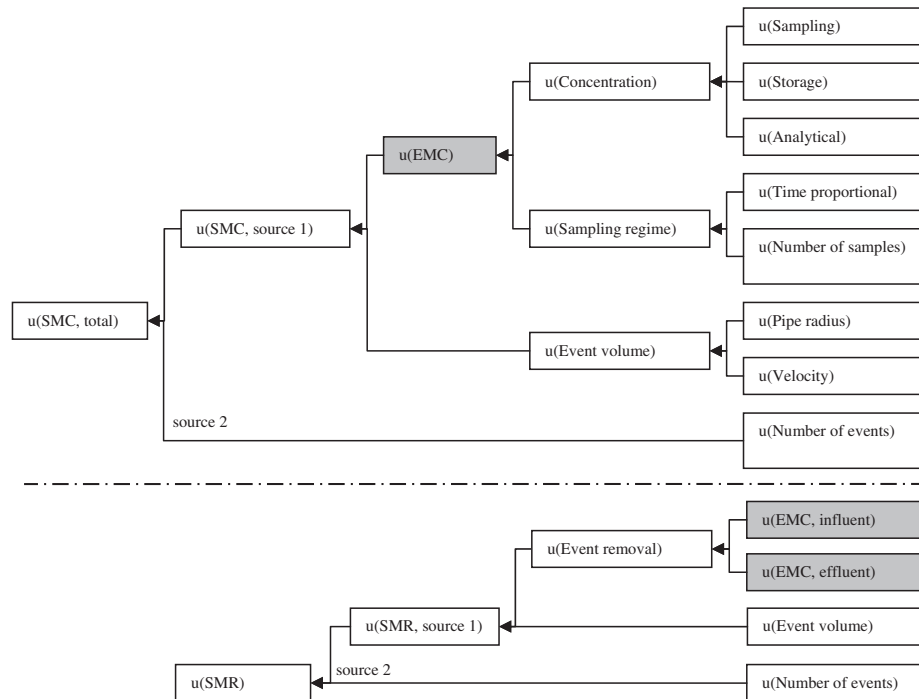 u(Sampling)
u(Concentration)
u(Storage)
u(Analytical)
u(EMC)
u(Time proportional)
u(SMC, source 1)
u(Sampling regime)
u(Number of samples)
u(SMC, total)
u(Pipe radius)
u(Event volume)
u(Velocity)
source 2
u(Number of events)
u(EMC, influent)
u(Event removal)
u(EMC, effluent)
u(SMR, source 1)
u(Event volume)
source 2
u(SMR)
u(Number of events)